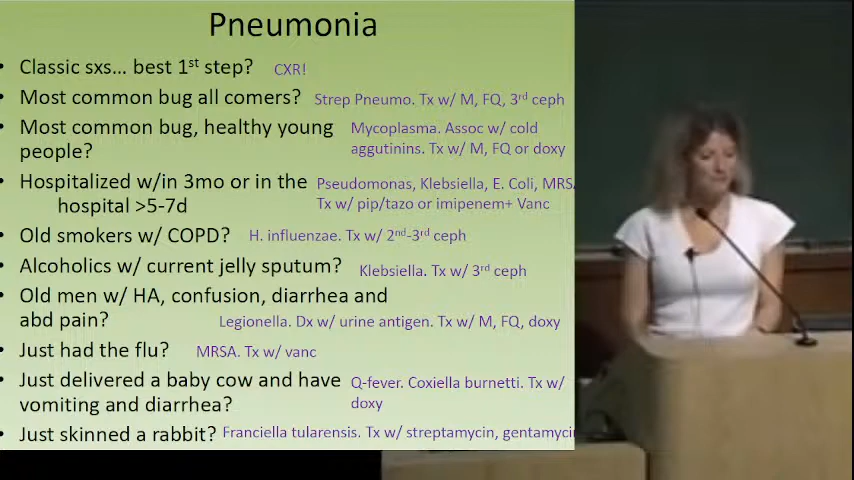 Pneumonia
• Classic sxs… best 1st step? CXR!
• Most common bug all comers? Strep Pneumo. Tx w/ M, FQ, 3rd ceph
• Most common bug, healthy young Mycoplasma. Assoc w/ cold
people? aggutinins. Tx w/ M, FQ or doxy
• Hospitalized w/in 3mo or in the Pseudomonas, Klebsiella, E. Coli, MRSA
hospital >5-7d Tx w/ pip/tazo or imipenem+ Vanc
• Old smokers w/ COPD? H. influenzae. Tx w/ 2nd-3rd ceph
• Alcoholics w/ current jelly sputum? Klebsiella. Tx w/ 3rd ceph
• Old men w/ HA, confusion, diarrhea and
abd pain? Legionella. Dx w/ urine antigen. Tx w/ M, FQ, doxy
• Just had the flu? MRSA. Tx w/ vanc
• Just delivered a baby cow and have Q-fever. Coxiella burnetti. Tx w/
vomiting and diarrhea? doxy
• Just skinned a rabbit? Franciella tularensis. Tx w/ streptamycin, gentamyci